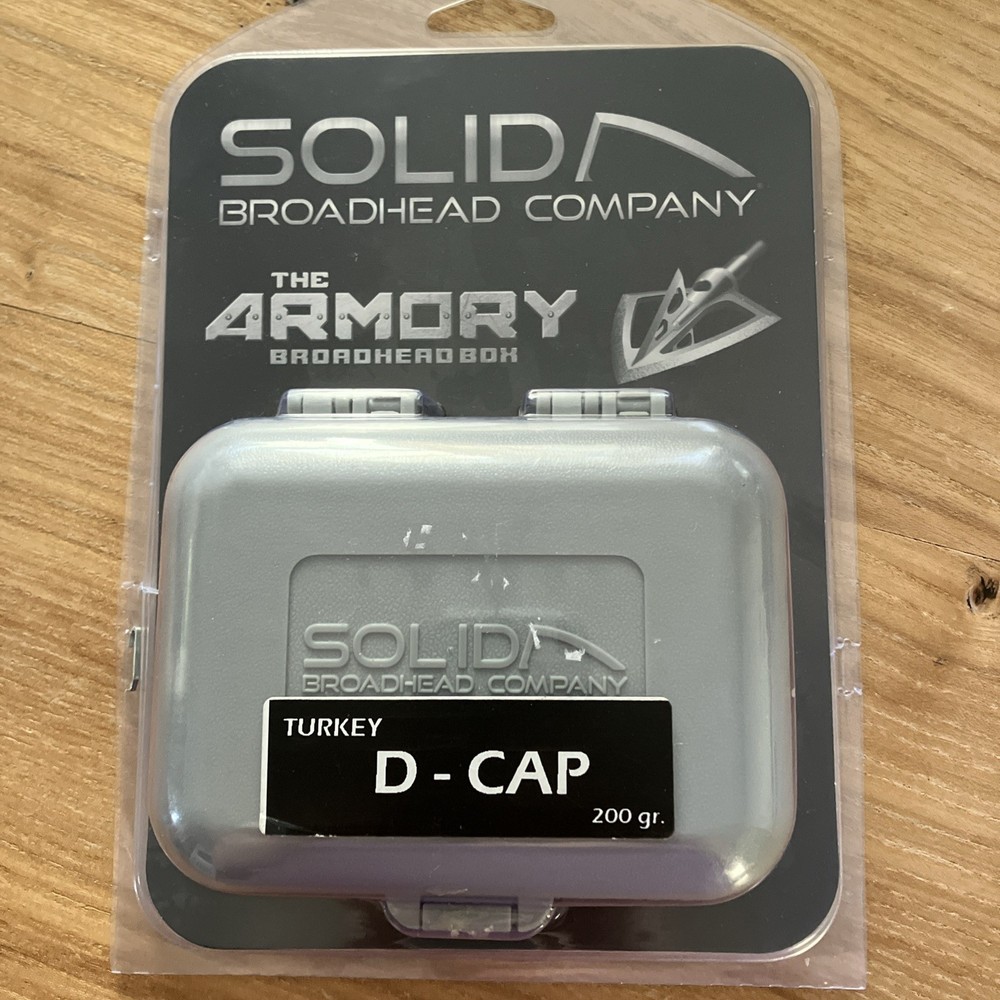 SOLID
BROADHEAD COMPANY
THE
ARMORY
BROADHEAD BOX
SOLID
BROADHEAD COMPANY
TURKEY
D - CAP
200 gr.